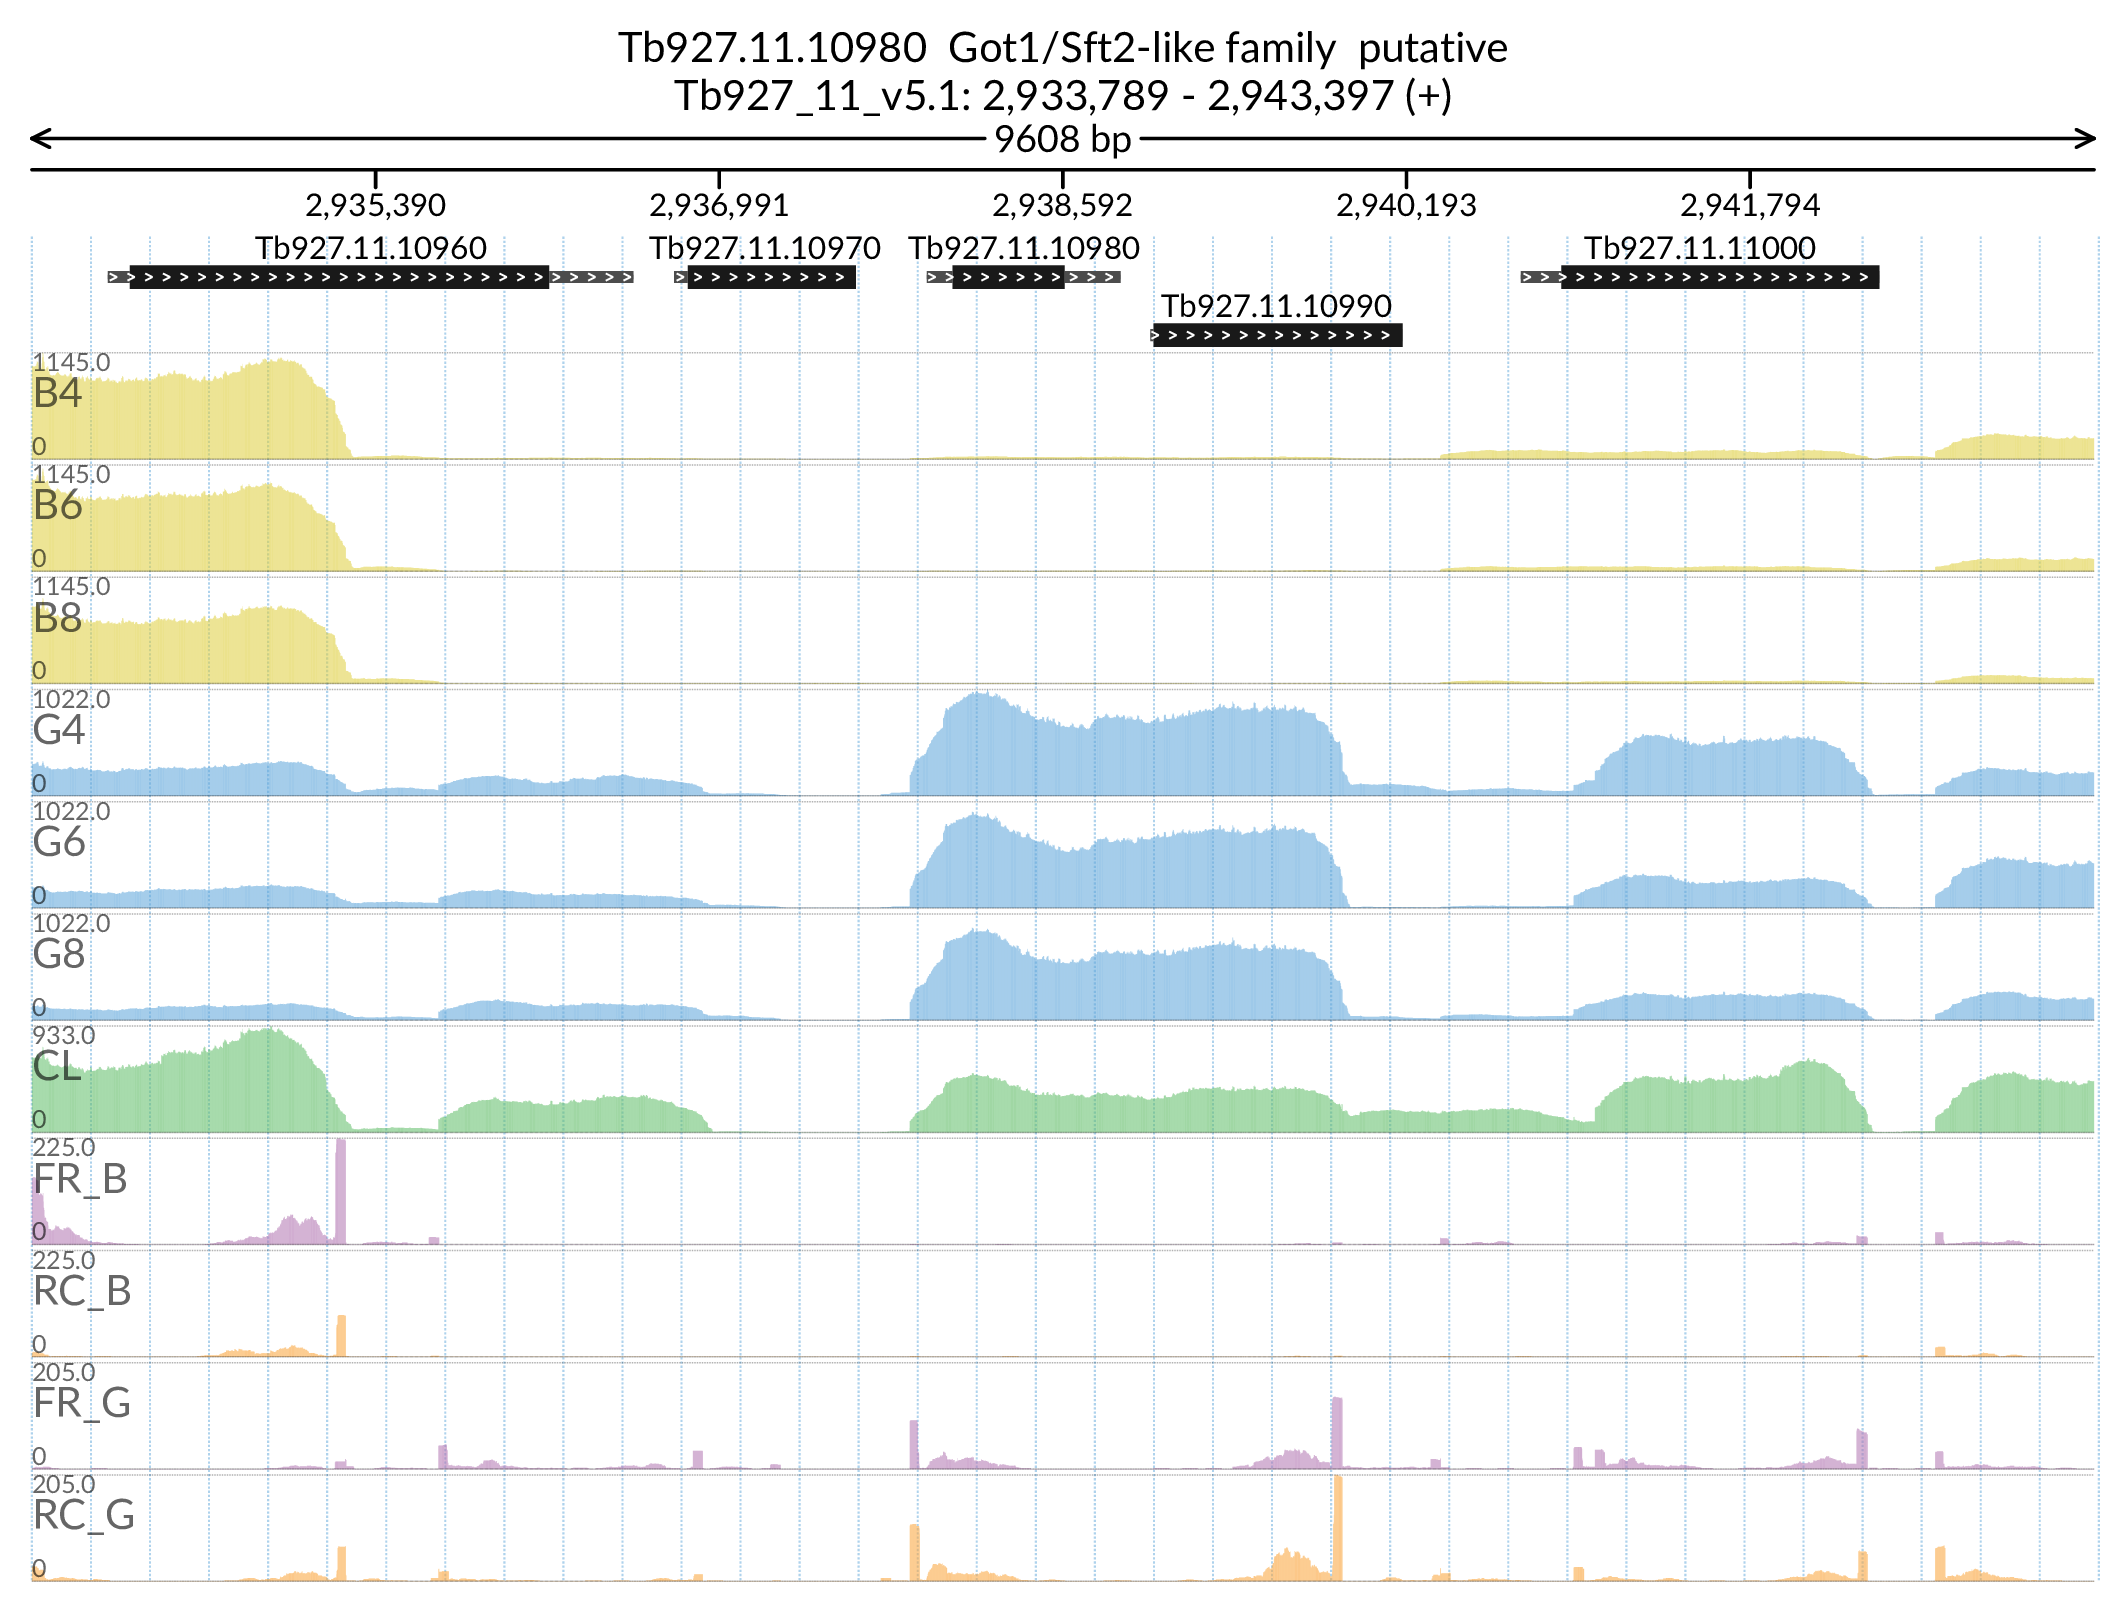 Tb927.11.10980  Got1/Sft2-like family  putative
Tb927_11_v5.1: 2,933,789 - 2,943,397 (+)
9608 bp
2,935,390 2,936,991 2,938,592 2,940,193 2,941,794
Tb927.11.10960 Tb927.11.10970 Tb927.11.10980 Tb927.11.11000
Tb927.11.10990
1145.0
B4
0
1145.0
B6
0
1145.0
B8
0
1022.0
G4
0
1022.0
G6
0
1022.0
G8
0
933.0
CL
0
225.0
FR_B
0
225.0
RC_B
0
205.0
FR_G
0
205.0
RC_G
0